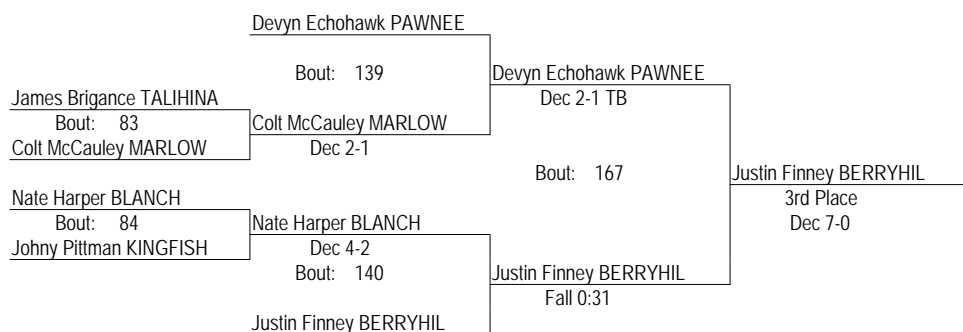 Devyn Echohawk PAWNEE
Bout: 139
Devyn Echohawk PAWNEE
Dec 2-1 TB
James Brigance TALIHINA
Bout: 83
Colt McCauley MARLOW
Colt McCauley MARLOW
Dec 2-1
Bout: 167
Justin Finney BERRYHIL
3rd Place
Dec 7-0
Nate Harper BLANCH
Bout: 84
Johny Pittman KINGFISH
Nate Harper BLANCH
Dec 4-2
Bout: 140
Justin Finney BERRYHIL
Fall 0:31
Justin Finney BERRYHIL